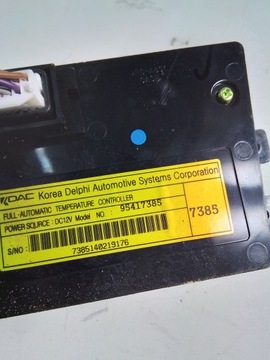 KDAC Korea Delphi Automotive Systems Corporation
FULL-AUTOMATIC TEMPERATURE CONTROLLER
POWER SOURCE : DC12V Model NO. 95417385
7385
S/NO :
7385140219176